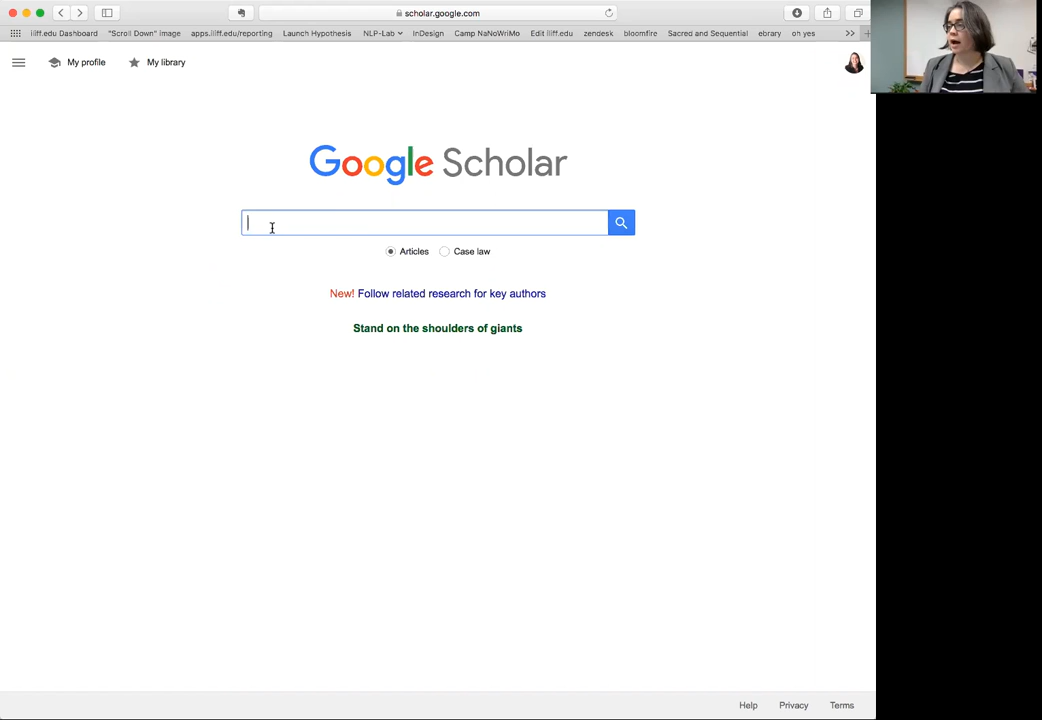 scholar.google.com
iliff.edu Dashboard "Scroll Down" Image apps.iliff.edu/reporting Launch Hypothesis NLP-Lab InDesign Camp NaNoWriMo Edit iliff.edu zendesk bloomfire Sacred and Sequential ebrary oh yes >> +
My profile My library
Google Scholar
Articles Case law
New! Follow related research for key authors
Stand on the shoulders of giants
Help Privacy Terms